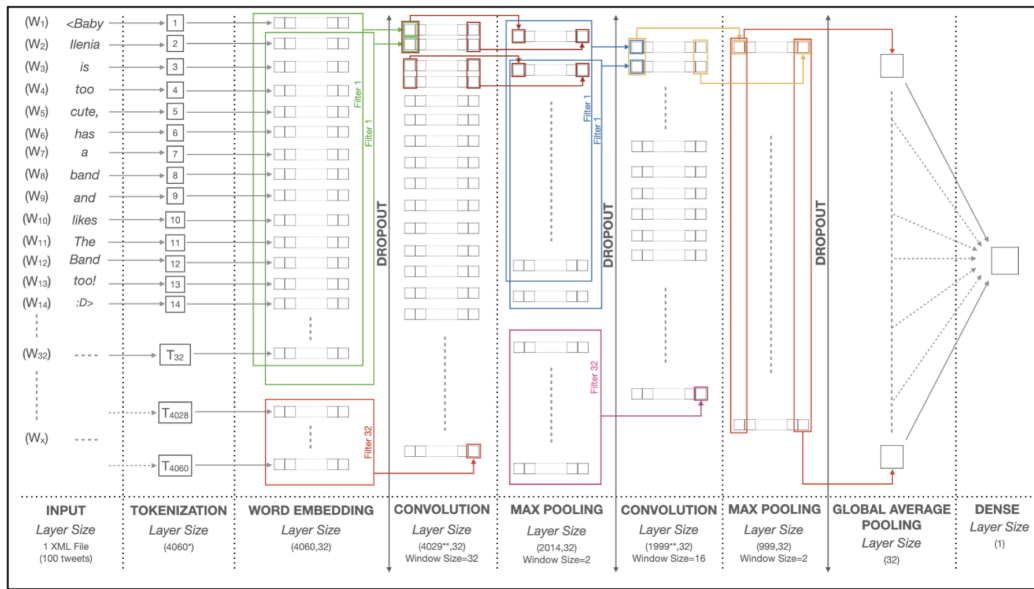 (W1) <Baby 1
(W2) Ilenia 2
(W3) is 3
(W4) too 4
(W5) cute, 5
(W6) has 6
(W7) a 7
(W8) band 8
(W9) and 9
(W10) likes 10
(W11) The 11
(W12) Band 12
(W13) too! 13
(W14) :D> 14
(W32) ---- T32
T4028
(Wx) ----
T4060
Filter 1
Filter 1
Filter 32
DROPOUT
Filter 1
Filter 1
Filter 32
DROPOUT
DROPOUT
INPUT
Layer Size
1 XML File
(100 tweets)
TOKENIZATION
Layer Size
(4060*)
WORD EMBEDDING
Layer Size
(4060,32)
CONVOLUTION
Layer Size
(4029**,32)
Window Size=32
MAX POOLING
Layer Size
(2014,32)
Window Size=2
CONVOLUTION
Layer Size
(1999**,32)
Window Size=16
MAX POOLING
Layer Size
(999,32)
Window Size=2
GLOBAL AVERAGE
POOLING
Layer Size
(32)
DENSE
Layer Size
(1)